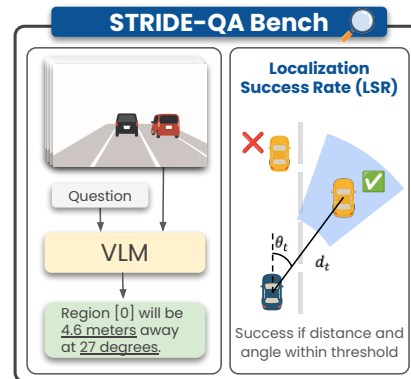 STRIDE-QA Bench
Question
VLM
Region [0] will be
4.6 meters away
at 27 degrees.
Localization
Success Rate (LSR)
θt
dt
Success if distance and
angle within threshold